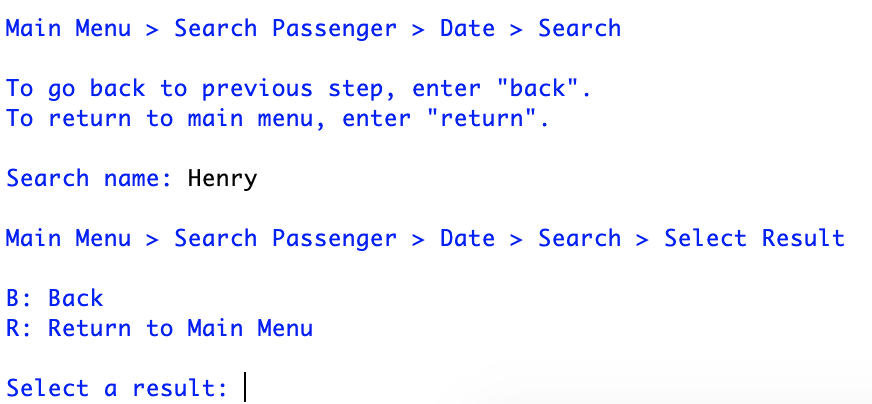 Main Menu > Search Passenger > Date > Search
To go back to previous step, enter "back".
To return to main menu, enter "return".
Search name: Henry
Main Menu > Search Passenger > Date > Search > Select Result
B: Back
R: Return to Main Menu
Select a result: